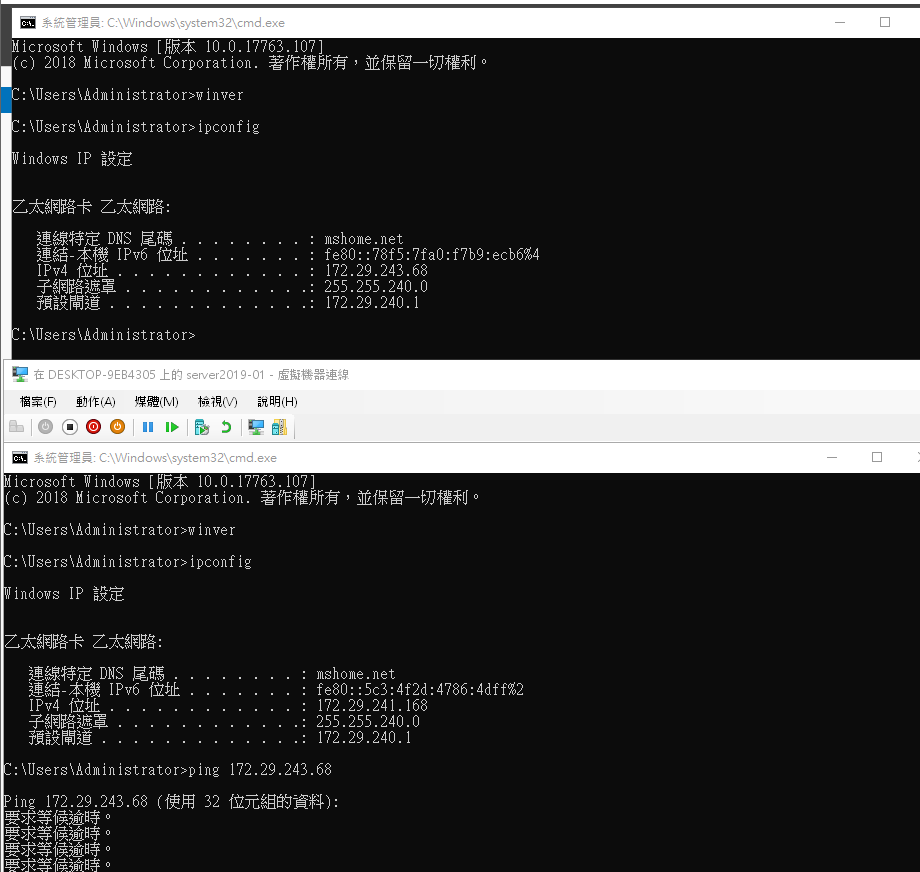 系統管理員: C:\Windows\system32\cmd.exe
Microsoft Windows [版本 10.0.17763.107]
(c) 2018 Microsoft Corporation. 著作權所有，並保留一切權利。
C:\Users\Administrator>winver
C:\Users\Administrator>ipconfig
Windows IP 設定
乙太網路卡 乙太網路:
連線特定 DNS 尾碼 . . . . . . . . : mshome.net
連結-本機 IPv6 位址 . . . . . . . : fe80::78f5:7fa0:f7b9:ecb6%4
IPv4 位址 . . . . . . . . . . . . : 172.29.243.68
子網路遮罩 . . . . . . . . . . . .: 255.255.240.0
預設閘道 . . . . . . . . . . . . .: 172.29.240.1
C:\Users\Administrator>
在 DESKTOP-9EB4305 上的 server2019-01 - 虛擬機器連線
檔案(F) 動作(A) 媒體(M) 檢視(V) 說明(H)
系統管理員: C:\Windows\system32\cmd.exe
Microsoft Windows [版本 10.0.17763.107]
(c) 2018 Microsoft Corporation. 著作權所有，並保留一切權利。
C:\Users\Administrator>winver
C:\Users\Administrator>ipconfig
Windows IP 設定
乙太網路卡 乙太網路:
連線特定 DNS 尾碼 . . . . . . . . : mshome.net
連結-本機 IPv6 位址 . . . . . . . : fe80::5c3:4f2d:4786:4dff%2
IPv4 位址 . . . . . . . . . . . . : 172.29.241.168
子網路遮罩 . . . . . . . . . . . .: 255.255.240.0
預設閘道 . . . . . . . . . . . . .: 172.29.240.1
C:\Users\Administrator>ping 172.29.243.68
Ping 172.29.243.68 (使用 32 位元組的資料):
要求等候逾時。
要求等候逾時。
要求等候逾時。
要求等候逾時。